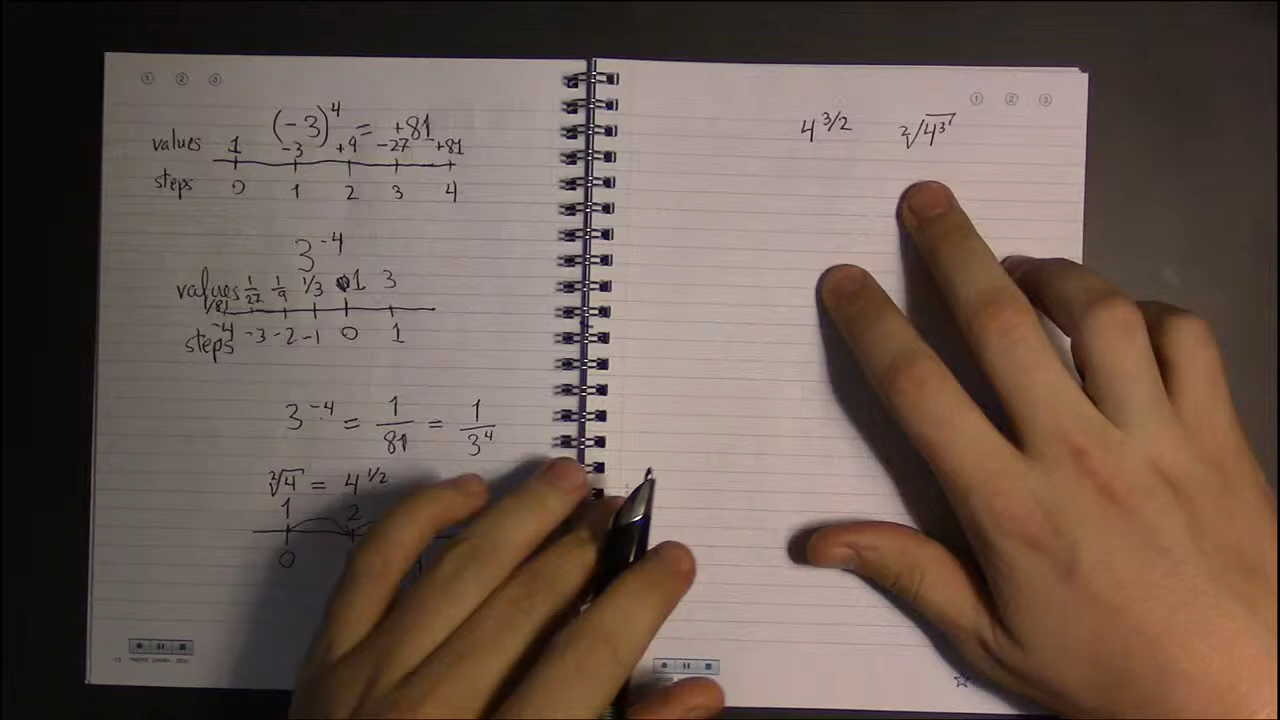 ① ② ③
(-3)⁴ = +81
values 1 -3 +9 -27 +81
steps 0 1 2 3 4
3⁻⁴
values 1/81 1/27 1/9 1/3 1 3
steps -4 -3 -2 -1 0 1
3⁻⁴ = 1/81 = 1/3⁴
²√4 = 4^1/2
1 2
0
① ② ③
4^3/2 ²√4³